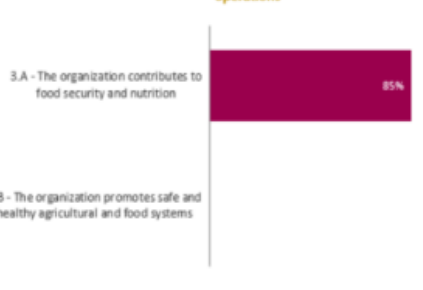 3.A - The organization contributes to
food security and nutrition
85%
B - The organization promotes safe and
healthy agricultural and food systems